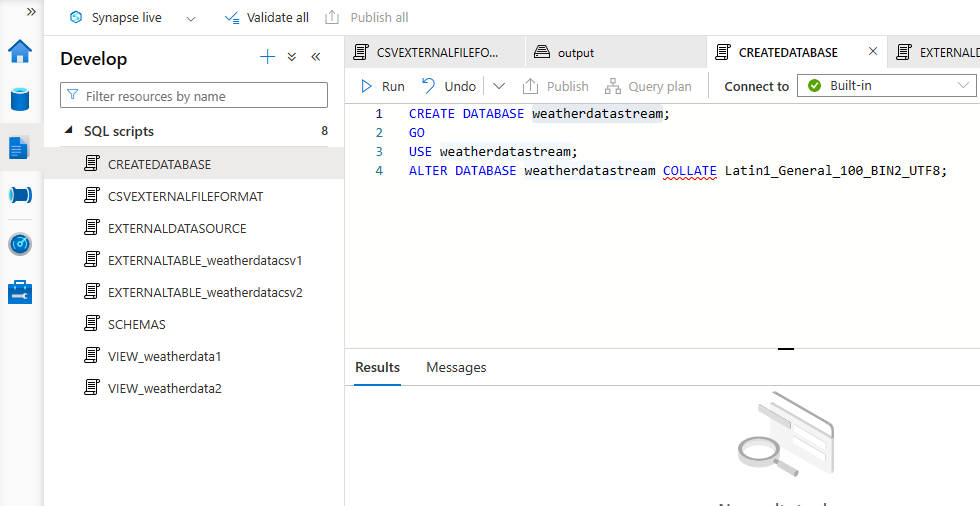 »
Synapse live
Validate all
Publish all
Develop
Filter resources by name
SQL scripts 8
CREATEDATABASE
CSVEXTERNALFILEFORMAT
EXTERNALDATASOURCE
EXTERNALTABLE_weatherdatacsv1
EXTERNALTABLE_weatherdatacsv2
SCHEMAS
VIEW_weatherdata1
VIEW_weatherdata2
CSVEXTERNALFILEFO...
output
CREATEDATABASE
EXTERNALD
Run
Undo
Publish
Query plan
Connect to
Built-in
1 CREATE DATABASE weatherdatastream;
2 GO
3 USE weatherdatastream;
4 ALTER DATABASE weatherdatastream COLLATE Latin1_General_100_BIN2_UTF8;
Results
Messages